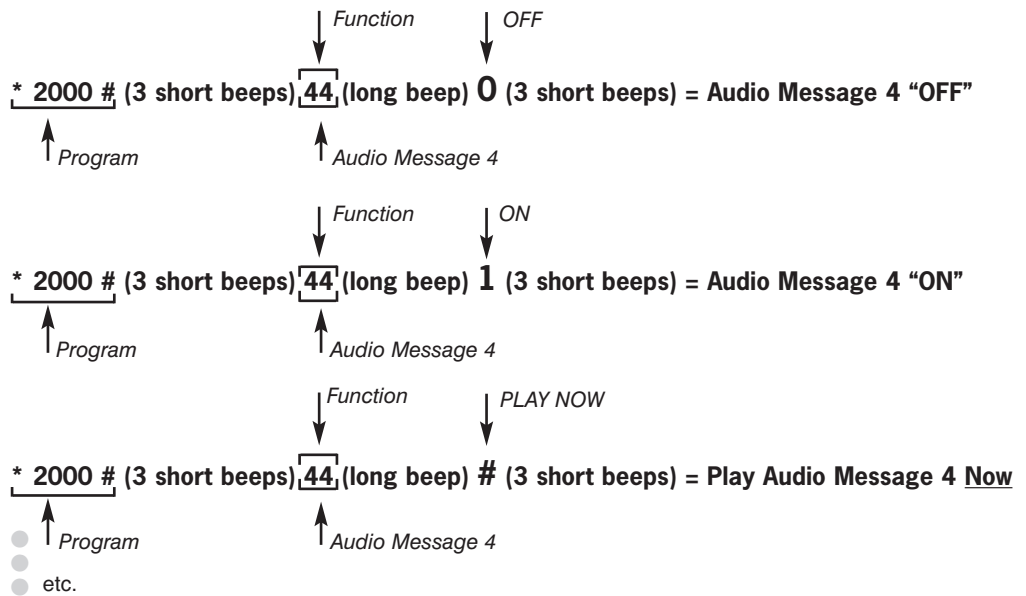 Function OFF
* 2000 # (3 short beeps) 44 (long beep) 0 (3 short beeps) = Audio Message 4 “OFF”
Program Audio Message 4
Function ON
* 2000 # (3 short beeps) 44 (long beep) 1 (3 short beeps) = Audio Message 4 “ON”
Program Audio Message 4
Function PLAY NOW
* 2000 # (3 short beeps) 44 (long beep) # (3 short beeps) = Play Audio Message 4 Now
Program Audio Message 4
etc.